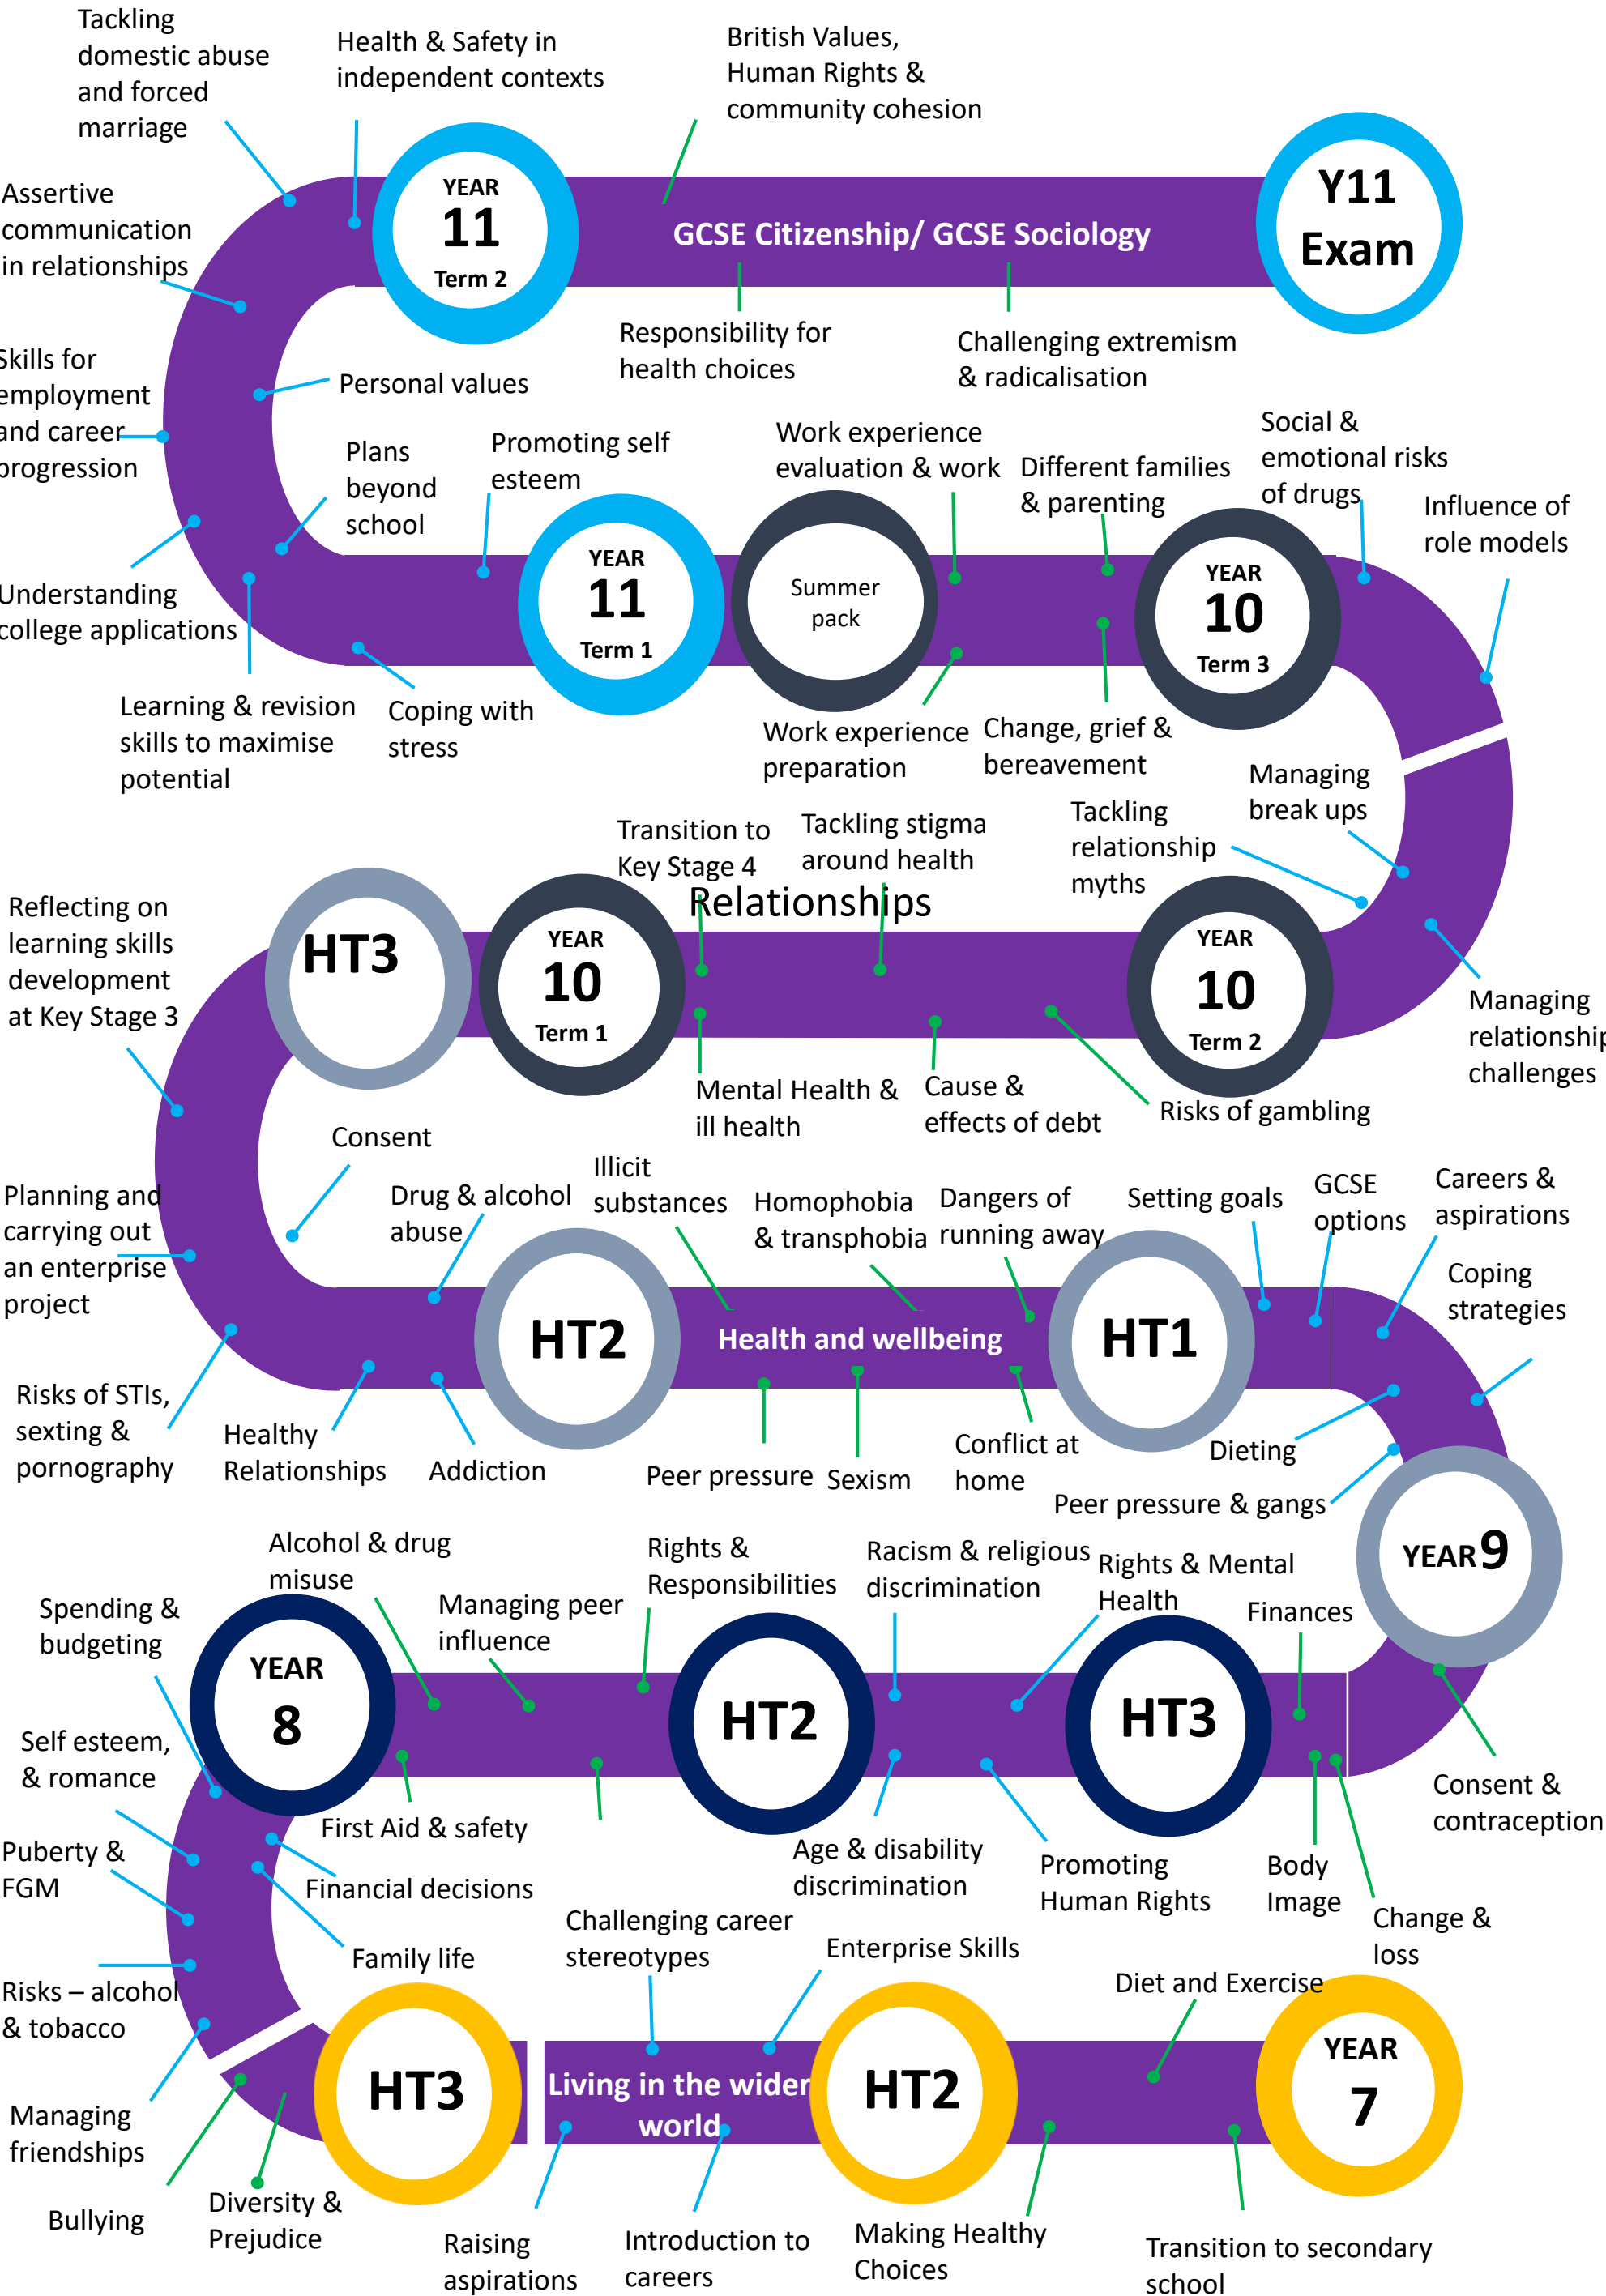 Tackling
domestic abuse
and forced
marriage
Health & Safety in
independent contexts
British Values,
Human Rights &
community cohesion
Assertive
communication
in relationships
YEAR
11
Term 2
GCSE Citizenship/ GCSE Sociology
Y11
Exam
Responsibility for
health choices
Challenging extremism
& radicalisation
Skills for
employment
and career
progression
Personal values
Plans
beyond
school
Promoting self
esteem
Work experience
evaluation & work
Different families
& parenting
Social &
emotional risks
of drugs
Influence of
role models
YEAR
11
Term 1
Summer
pack
YEAR
10
Term 3
Understanding
college applications
Learning & revision
skills to maximise
potential
Coping with
stress
Work experience
preparation
Change, grief &
bereavement
Managing
break ups
Tackling
relationship
myths
Transition to
Key Stage 4
Tackling stigma
around health
Relationships
Reflecting on
learning skills
development
at Key Stage 3
HT3
YEAR
10
Term 1
YEAR
10
Term 2
Managing
relationship
challenges
Mental Health &
ill health
Cause &
effects of debt
Risks of gambling
Consent
Planning and
carrying out
an enterprise
project
Drug & alcohol
abuse
Illicit
substances
Homophobia
& transphobia
Dangers of
running away
Setting goals
GCSE
options
Careers &
aspirations
Coping
strategies
HT2
Health and wellbeing
HT1
Risks of STIs,
sexting &
pornography
Healthy
Relationships
Addiction
Peer pressure
Sexism
Conflict at
home
Dieting
Peer pressure & gangs
YEAR 9
Alcohol & drug
misuse
Managing peer
influence
Rights &
Responsibilities
Racism & religious
discrimination
Rights & Mental
Health
Finances
Spending &
budgeting
YEAR
8
HT2
HT3
Self esteem,
& romance
First Aid & safety
Age & disability
discrimination
Promoting
Human Rights
Body
Image
Change &
loss
Consent &
contraception
Puberty &
FGM
Financial decisions
Family life
Challenging career
stereotypes
Enterprise Skills
Diet and Exercise
Risks – alcohol
& tobacco
HT3
Living in the wider
world
HT2
YEAR
7
Managing
friendships
Bullying
Diversity &
Prejudice
Raising
aspirations
Introduction to
careers
Making Healthy
Choices
Transition to secondary
school